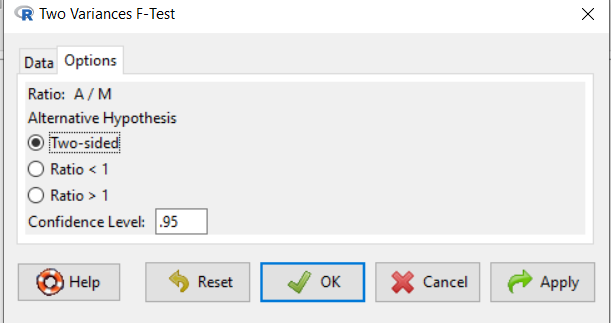 Two Variances F-Test
Data Options
Ratio: A / M
Alternative Hypothesis
Two-sided
Ratio < 1
Ratio > 1
Confidence Level: .95
Help Reset OK Cancel Apply